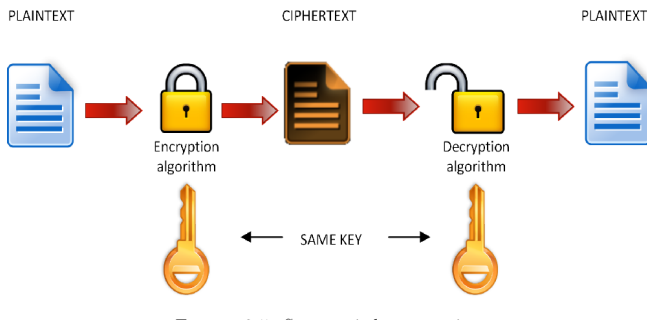 PLAINTEXT CIPHERTEXT PLAINTEXT
Encryption
algorithm
Decryption
algorithm
SAME KEY